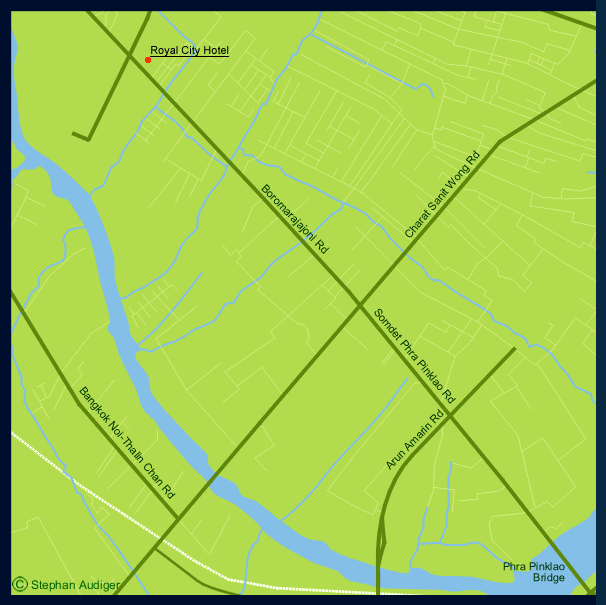 Royal City Hotel
Boromarajajoni Rd
Charat Sanit Wong Rd
Somdet Phra Pinklao Rd
Bangkok Noi-Thalin Chan Rd
Arun Amarin Rd
Phra Pinklao
Bridge
© Stephan Audiger